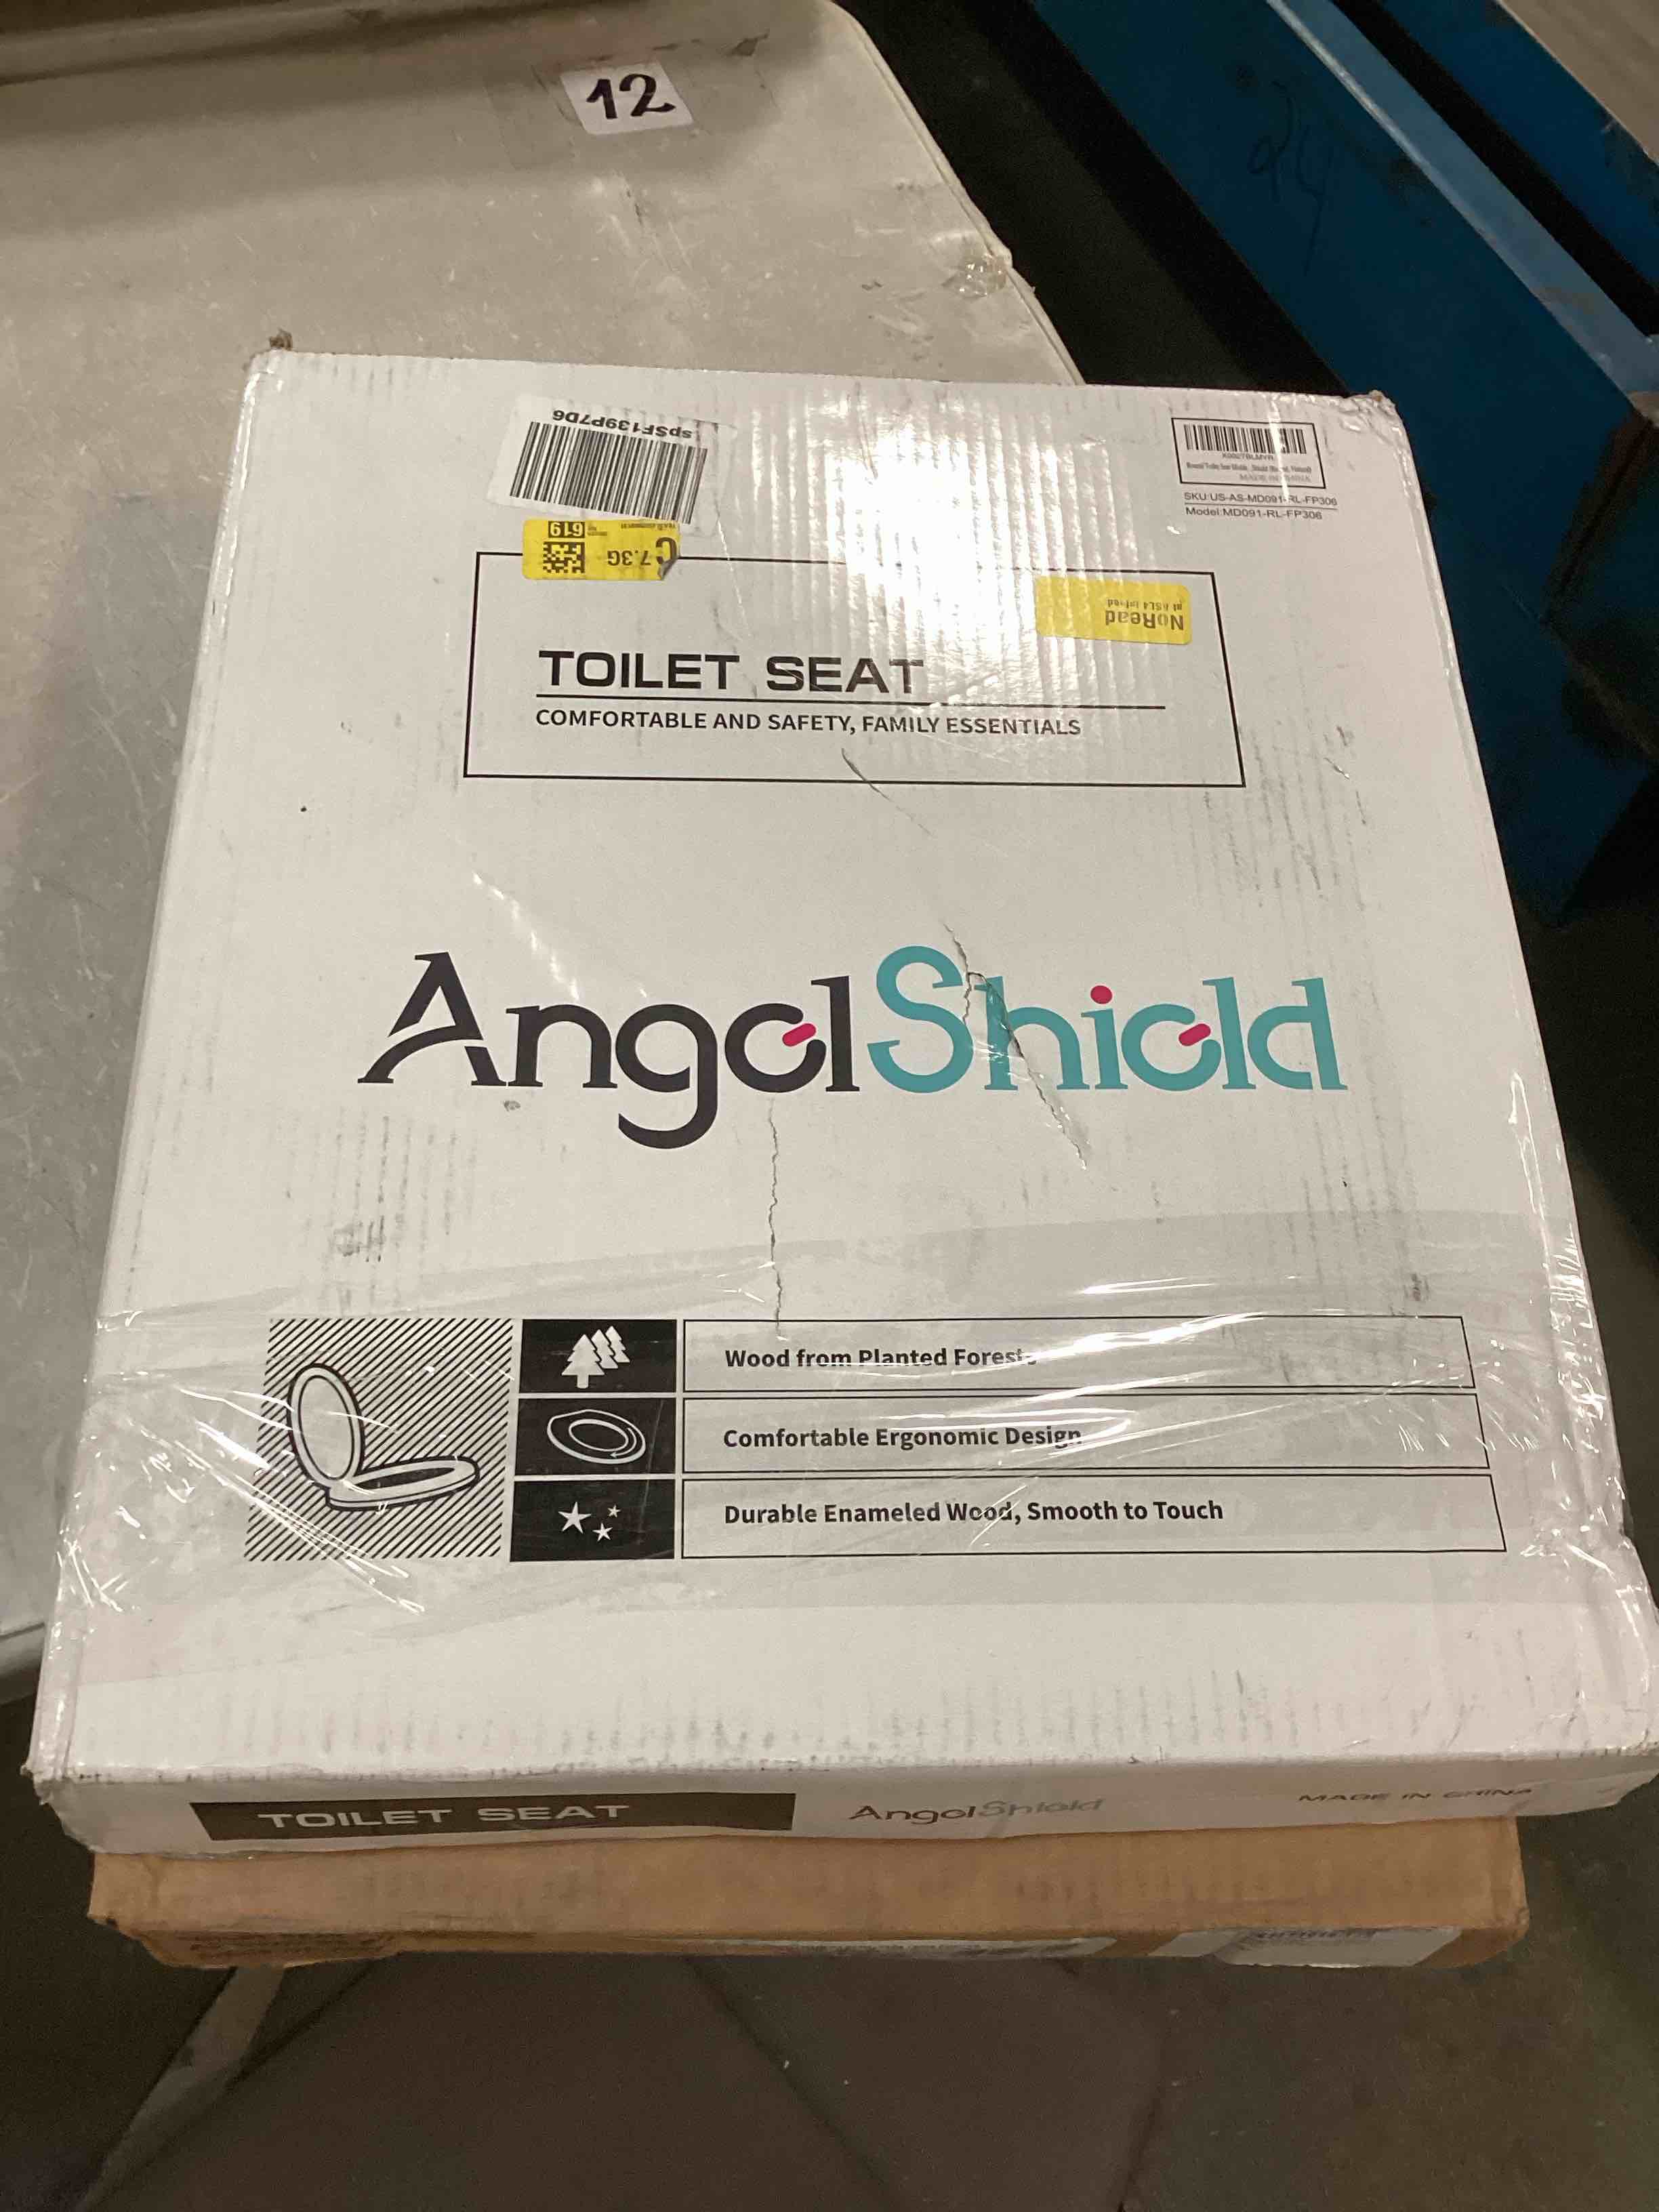 12
24
spSF139P7D6
SKU:US-AS-MD091-RL-FP306
Model:MD091-RL-FP306
619
7.3G
NoRead
TOILET SEAT
COMFORTABLE AND SAFETY, FAMILY ESSENTIALS
AngelShield
Wood from Planted Forests
Comfortable Ergonomic Design
Durable Enameled Wood, Smooth to Touch
TOILET SEAT
AngelShield
MADE IN CHINA